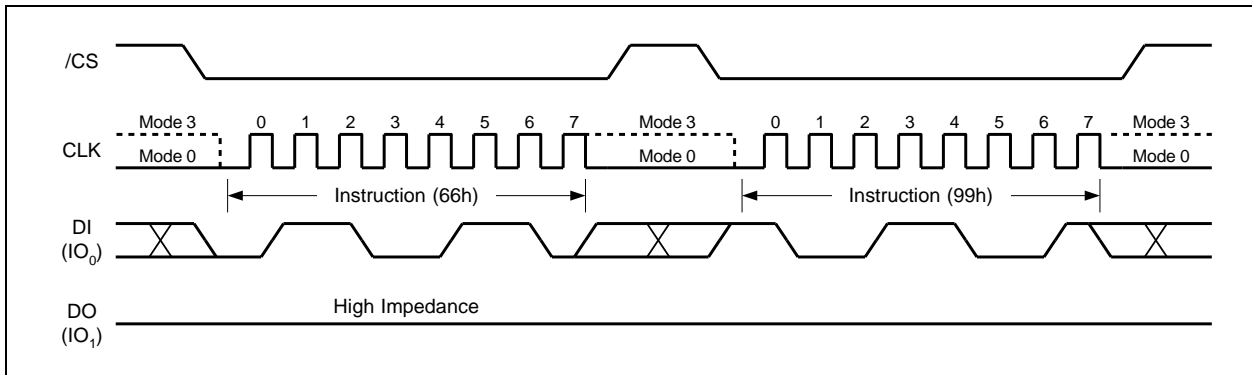 /CS
Mode 3 0 1 2 3 4 5 6 7 Mode 3 0 1 2 3 4 5 6 7 Mode 3
CLK Mode 0 Mode 0 Mode 0
Instruction (66h) Instruction (99h)
DI
(IO0)
High Impedance
DO
(IO1)